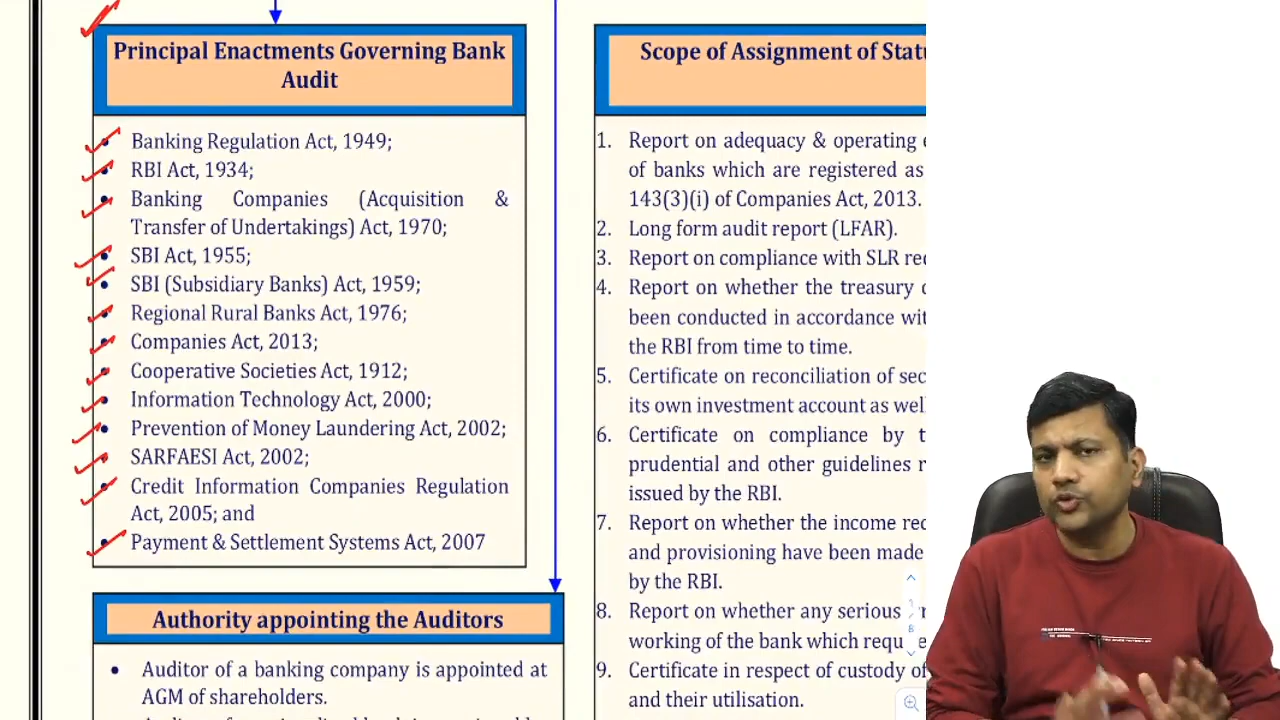 Principal Enactments Governing Bank
Audit
• Banking Regulation Act, 1949;
• RBI Act, 1934;
• Banking Companies (Acquisition &
Transfer of Undertakings) Act, 1970;
• SBI Act, 1955;
• SBI (Subsidiary Banks) Act, 1959;
• Regional Rural Banks Act, 1976;
• Companies Act, 2013;
• Cooperative Societies Act, 1912;
• Information Technology Act, 2000;
• Prevention of Money Laundering Act, 2002;
• SARFAESI Act, 2002;
• Credit Information Companies Regulation
Act, 2005; and
• Payment & Settlement Systems Act, 2007
Authority appointing the Auditors
• Auditor of a banking company is appointed at
AGM of shareholders.
Scope of Assignment of Statu
1. Report on adequacy & operating
of banks which are registered as
143(3)(i) of Companies Act, 2013.
2. Long form audit report (LFAR).
3. Report on compliance with SLR
4. Report on whether the treasury
been conducted in accordance
the RBI from time to time.
5. Certificate on reconciliation of
its own investment account as
6. Certificate on compliance by
prudential and other guidelines
issued by the RBI.
7. Report on whether the income
and provisioning have been made
by the RBI.
8. Report on whether any serious
working of the bank which
9. Certificate in respect of custody of
and their utilisation.